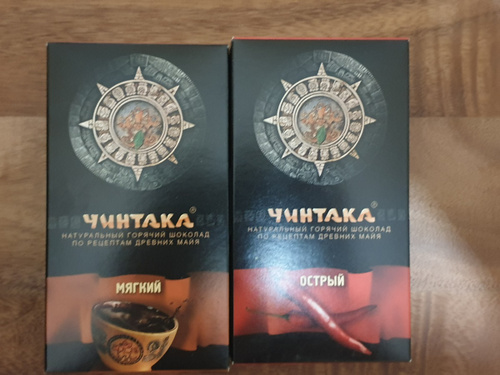 ЧИНТАКА®
НАТУРАЛЬНЫЙ ГОРЯЧИЙ ШОКОЛАД
ПО РЕЦЕПТАМ ДРЕВНИХ МАЙЯ
МЯГКИЙ
ЧИНТАКА®
НАТУРАЛЬНЫЙ ГОРЯЧИЙ ШОКОЛАД
ПО РЕЦЕПТАМ ДРЕВНИХ МАЙЯ
ОСТРЫЙ